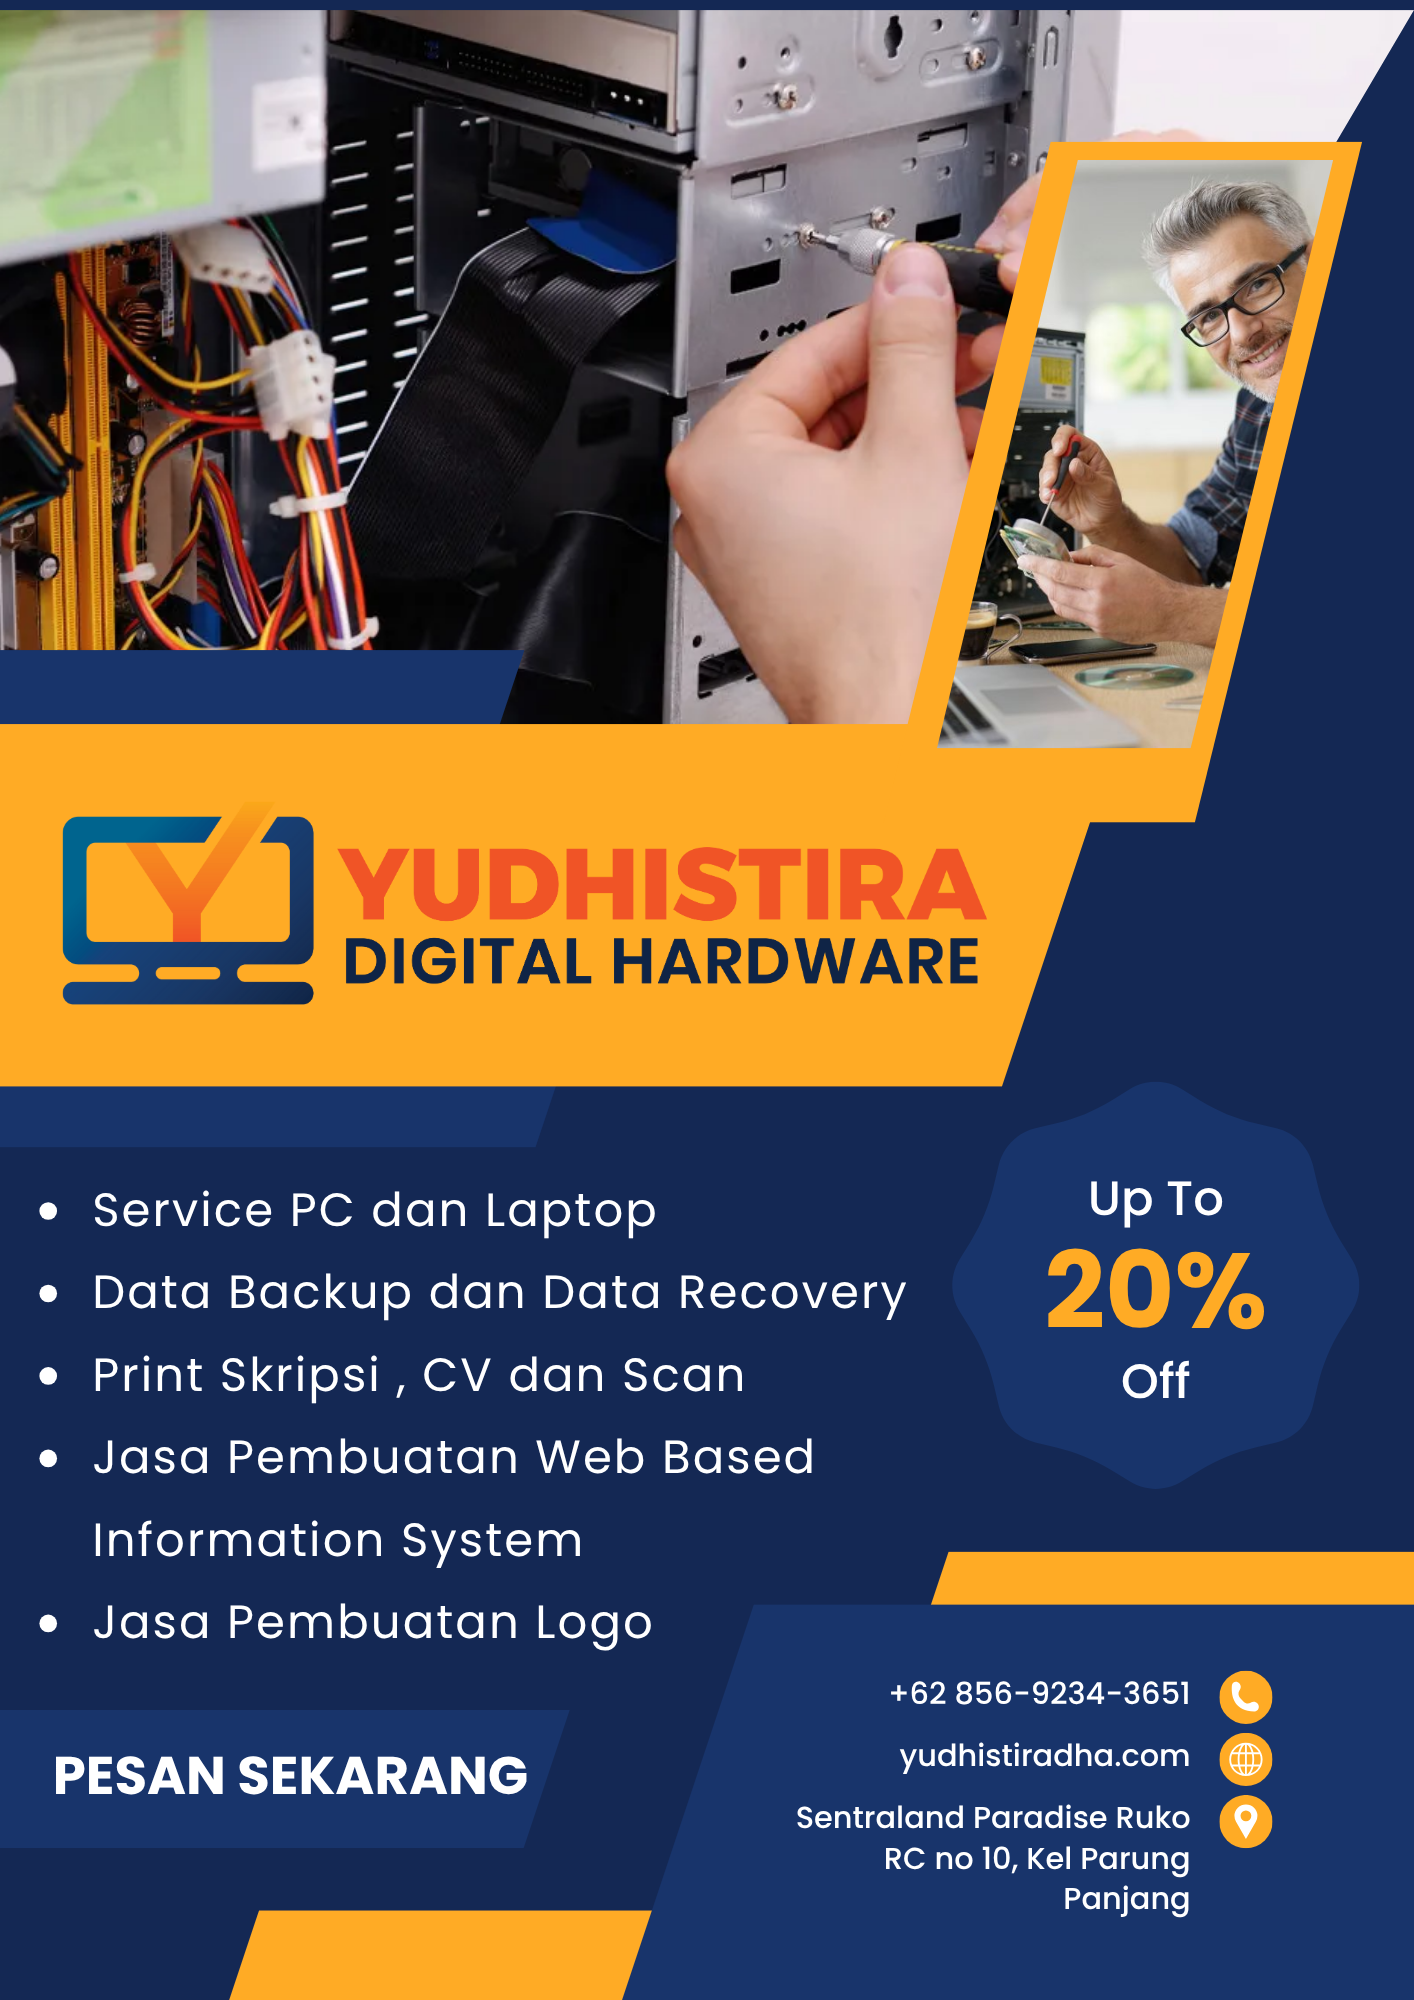 YUDHISTIRA
DIGITAL HARDWARE
Service PC dan Laptop
Data Backup dan Data Recovery
Print Skripsi , CV dan Scan
Jasa Pembuatan Web Based
Information System
Jasa Pembuatan Logo
Up To
20%
Off
PESAN SEKARANG
+62 856-9234-3651
yudhistiradha.com
Sentraland Paradise Ruko
RC no 10, Kel Parung
Panjang